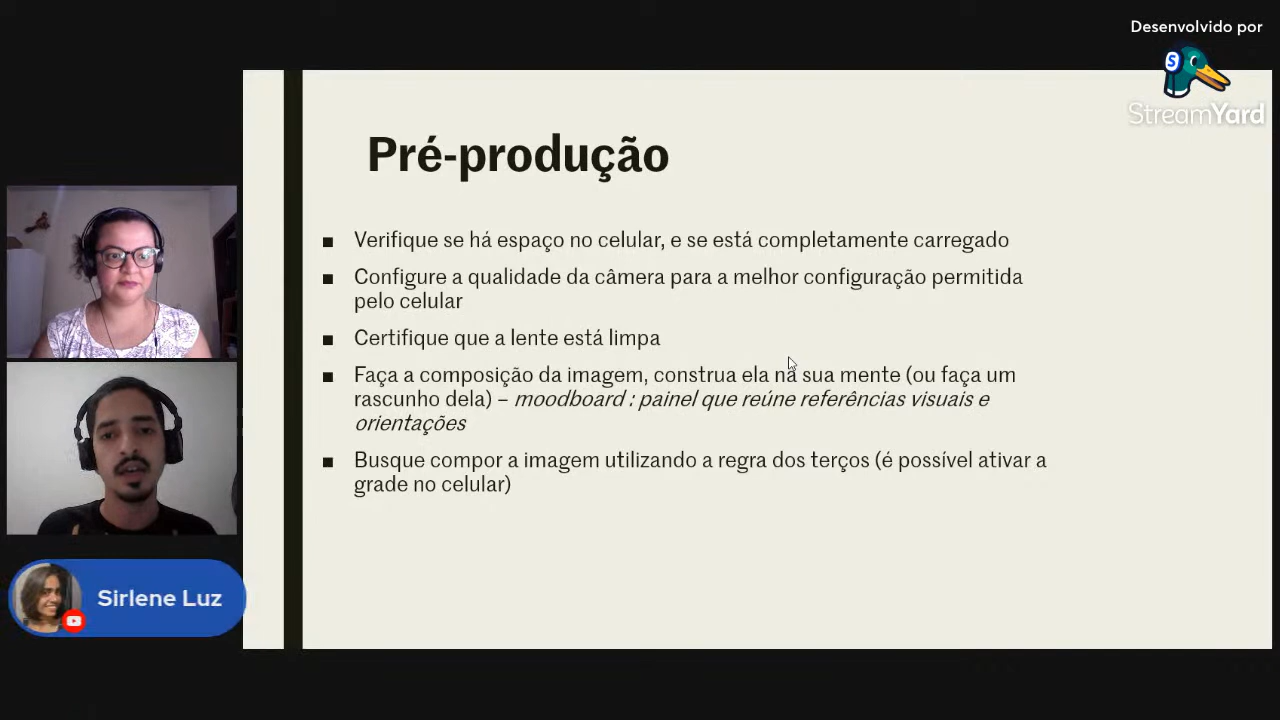 Desenvolvido por
StreamYard
Pré-produção
■ Verifique se há espaço no celular, e se está completamente carregado
■ Configure a qualidade da câmera para a melhor configuração permitida
pelo celular
■ Certifique que a lente está limpa
■ Faça a composição da imagem, construa ela na sua mente (ou faça um
rascunho dela) – moodboard : painel que reúne referências visuais e
orientações
■ Busque compor a imagem utilizando a regra dos terços (é possível ativar a
grade no celular)
Sirlene Luz